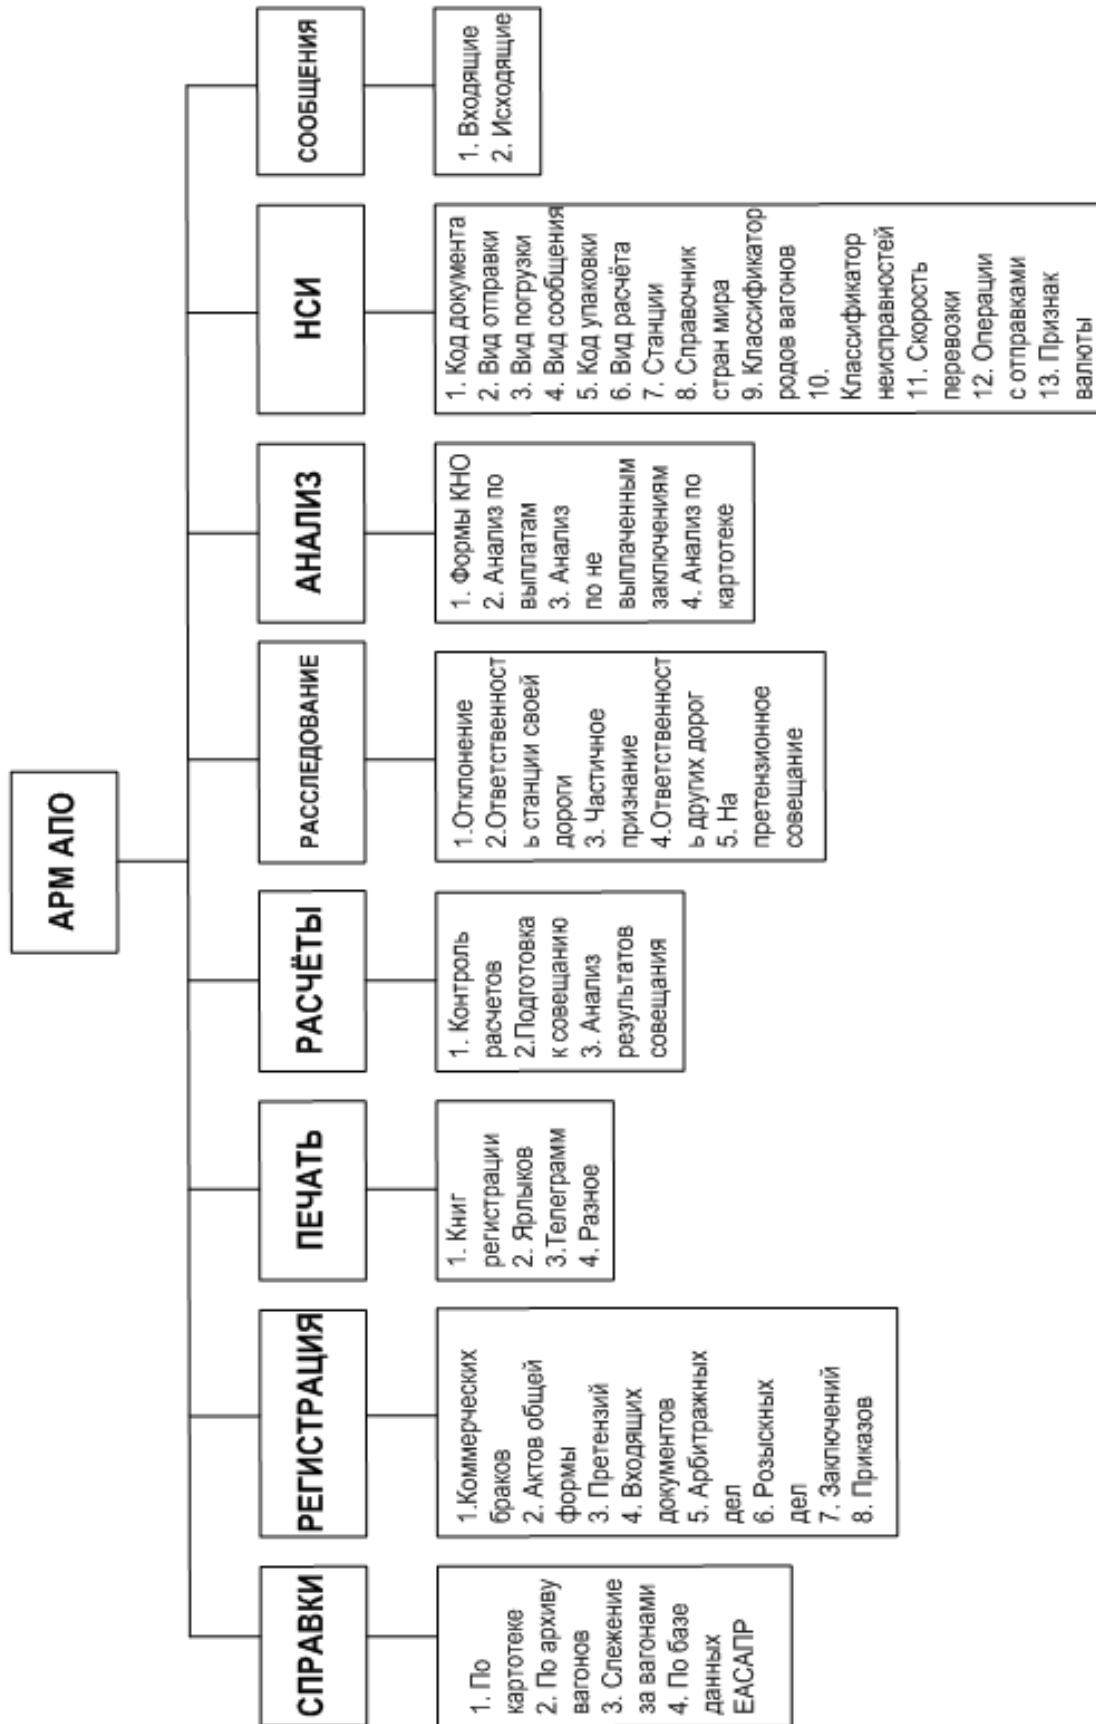 АРМ АПО
СПРАВКИ
1. По
картотеке
2. По архиву
вагонов
3. Слежение
за вагонами
4. По базе
данных
ЕАСАПР
РЕГИСТРАЦИЯ
1.Коммерческих
браков
2. Актов общей
формы
3. Претензий
4. Входящих
документов
5. Арбитражных
дел
6. Розыскных
дел
7. Заключений
8. Приказов
ПЕЧАТЬ
1. Книг
регистрации
2. Ярлыков
3.Телеграмм
4. Разное
РАСЧЁТЫ
1. Контроль
расчетов
2.Подготовка
к совещанию
3. Анализ
результатов
совещания
РАССЛЕДОВАНИЕ
1.Отклонение
2.Ответственност
ь станции своей
дороги
3. Частичное
признание
4.Ответственност
ь других дорог
5. На
претензионное
совещание
АНАЛИЗ
1. Формы КНО
2. Анализ по
выплатам
3. Анализ
по не
выплаченным
заключениям
4. Анализ по
картотеке
НСИ
1. Код документа
2. Вид отправки
3. Вид погрузки
4. Вид сообщения
5. Код упаковки
6. Вид расчёта
7. Станции
8. Справочник
стран мира
9. Классификатор
родов вагонов
10.
Классификатор
неисправностей
11. Скорость
перевозки
12. Операции
с отправками
13. Признак
валюты
СООБЩЕНИЯ
1. Входящие
2. Исходящие